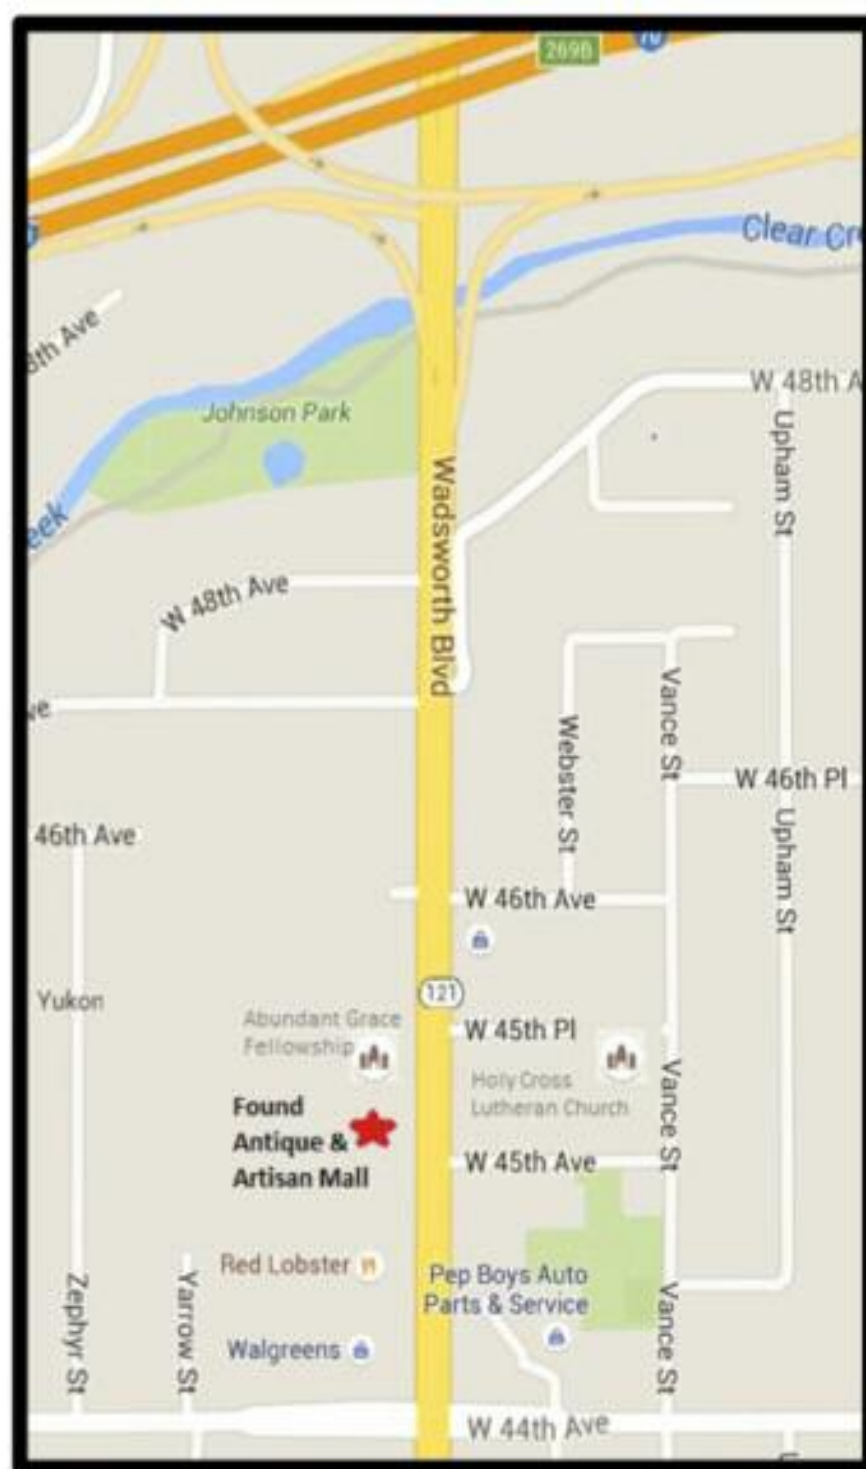 269B
70
Clear Cr
8th Ave
W 48th A
Johnson Park
Upham St
eek
Wadsworth Blvd
W 48th Ave
Vance St
ve
Webster St
W 46th Pl
46th Ave
Upham St
W 46th Ave
121
Yukon
Abundant Grace
Fellowship
W 45th Pl
Holy Cross
Lutheran Church
Vance St
Found
Antique &
Artisan Mall
W 45th Ave
Red Lobster
Pep Boys Auto
Parts & Service
Zephyr St
Yarrow St
Vance St
Walgreens
W 44th Ave